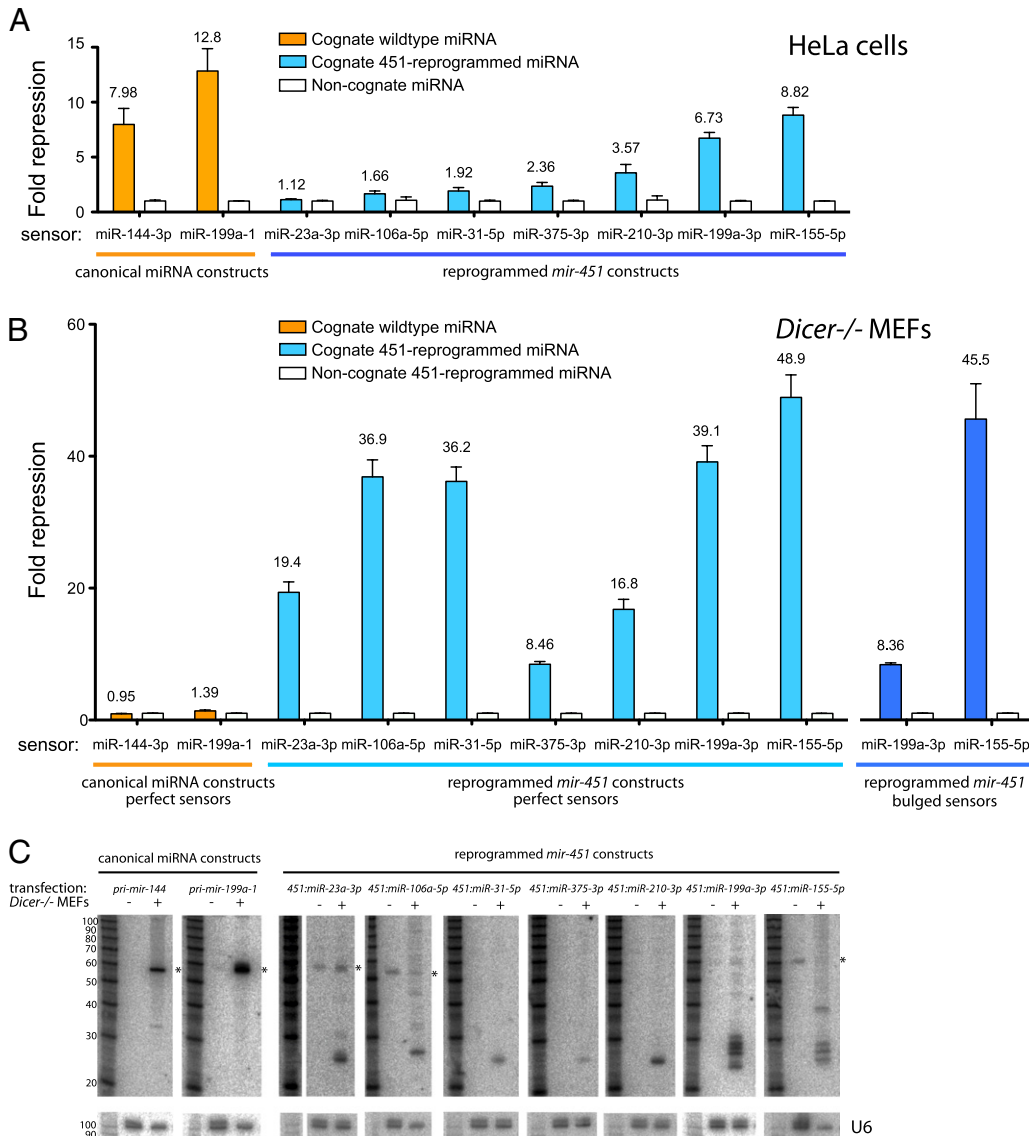 A
HeLa cells
Cognate wildtype miRNA
Cognate 451-reprogrammed miRNA
Non-cognate miRNA
Fold repression
15
10
5
0
7.98
12.8
1.12
1.66
1.92
2.36
3.57
6.73
8.82
sensor: miR-144-3p miR-199a-1 miR-23a-3p miR-106a-5p miR-31-5p miR-375-3p miR-210-3p miR-199a-3p miR-155-5p
canonical miRNA constructs
reprogrammed mir-451 constructs
B
Dicer-/- MEFs
Cognate wildtype miRNA
Cognate 451-reprogrammed miRNA
Non-cognate 451-reprogrammed miRNA
Fold repression
60
40
20
0
0.95
1.39
19.4
36.9
36.2
8.46
16.8
39.1
48.9
8.36
45.5
sensor: miR-144-3p miR-199a-1 miR-23a-3p miR-106a-5p miR-31-5p miR-375-3p miR-210-3p miR-199a-3p miR-155-5p miR-199a-3p miR-155-5p
canonical miRNA constructs
perfect sensors
reprogrammed mir-451 constructs
perfect sensors
reprogrammed mir-451
bulged sensors
C
canonical miRNA constructs
reprogrammed mir-451 constructs
transfection: pri-mir-144 pri-mir-199a-1 451:miR-23a-3p 451:miR-106a-5p 451:miR-31-5p 451:miR-375-3p 451:miR-210-3p 451:miR-199a-3p 451:miR-155-5p
Dicer-/- MEFs - + - + - + - + - + - + - + - + - +
100
90
80
70
60
50
40
30
20
* * * * *
100
90
U6